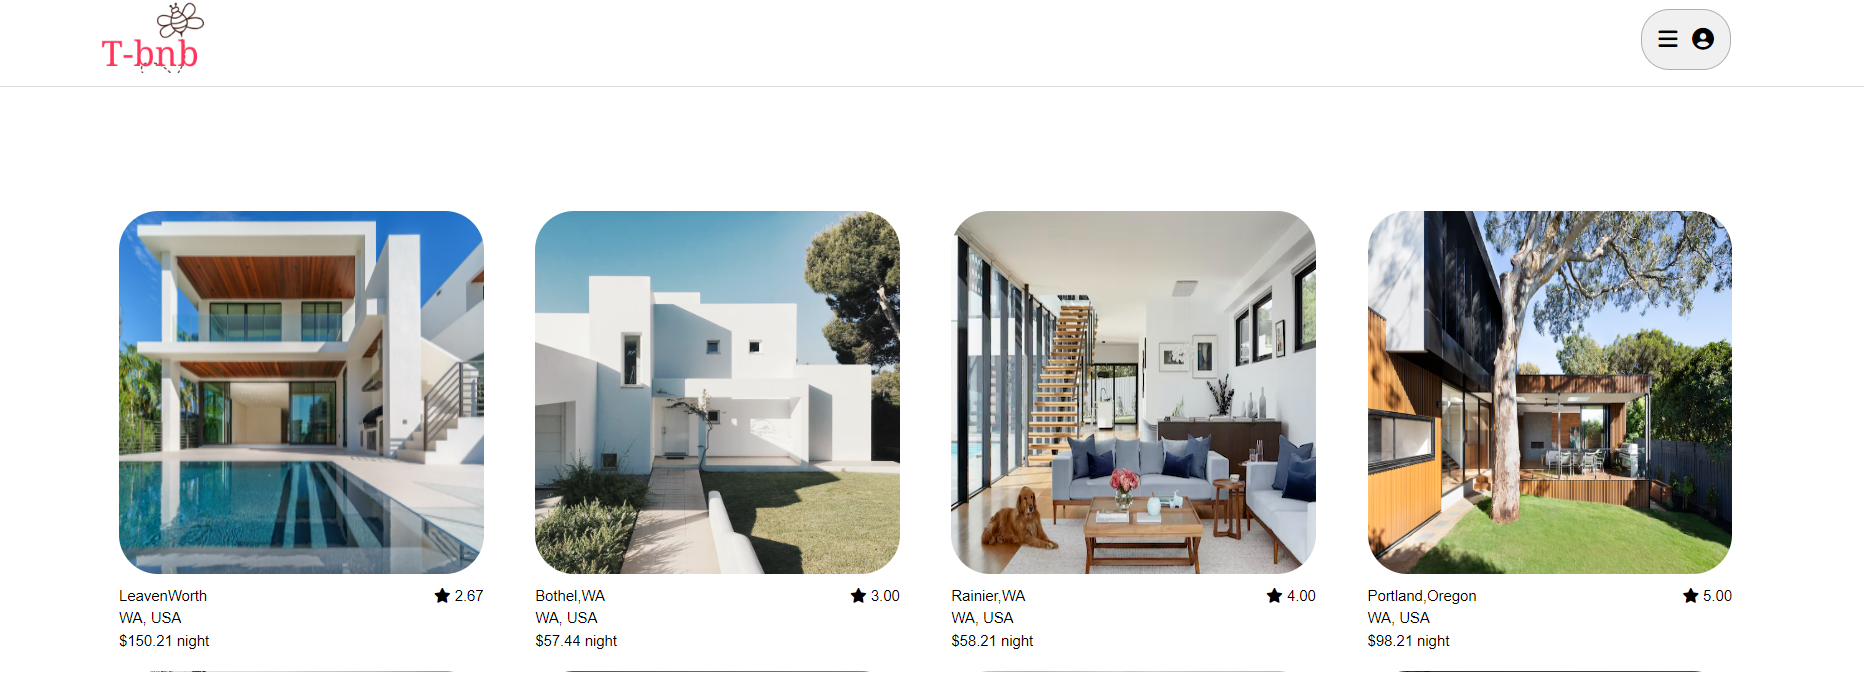 T-bnb
LeavenWorth
2.67
WA, USA
$150.21 night
Bothel,WA
3.00
WA, USA
$57.44 night
Rainier,WA
4.00
WA, USA
$58.21 night
Portland,Oregon
5.00
WA, USA
$98.21 night